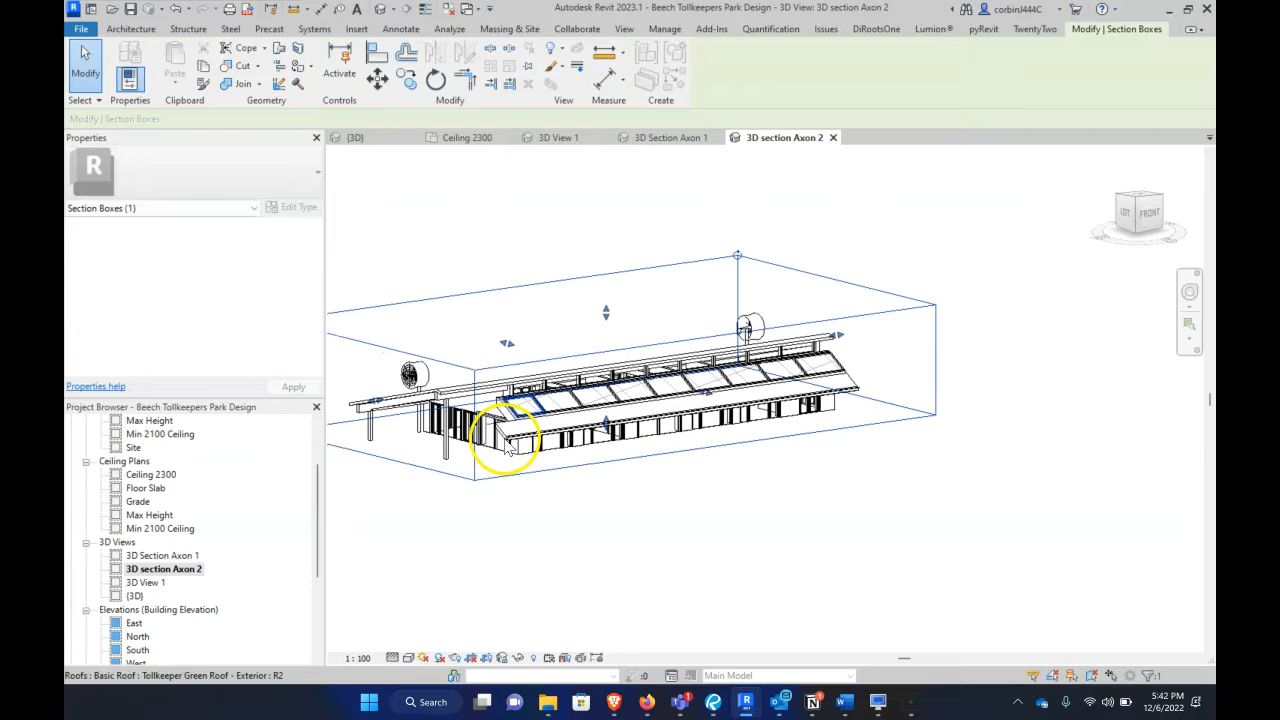 Autodesk Revit 2023.1 - Beech Tollkeepers Park Design - 3D View: 3D section Axon 2
corbinJ444C
File Architecture Structure Steel Precast Systems Insert Annotate Analyze Massing & Site Collaborate View Manage Add-Ins Quantification Issues DiRootsOne Lumion® pyRevit TwentyTwo Modify | Section Boxes
Modify
Properties
Paste
Cope
Cut
Join
Activate
Select Properties Clipboard Geometry Controls Modify View Measure Create
Modify | Section Boxes
Properties
{3D} Ceiling 2300 3D View 1 3D Section Axon 1 3D section Axon 2
R
Section Boxes (1) Edit Type
FRONT
Properties help Apply
Project Browser - Beech Tollkeepers Park Design
Max Height
Min 2100 Ceiling
Site
Ceiling Plans
Ceiling 2300
Floor Slab
Grade
Max Height
Min 2100 Ceiling
3D Views
3D Section Axon 1
3D section Axon 2
3D View 1
{3D}
Elevations (Building Elevation)
East
North
South
West
1 : 100
Roofs : Basic Roof : Tollkeeper Green Roof - Exterior : R2
:0
Main Model
:1
Search
5:42 PM
12/6/2022